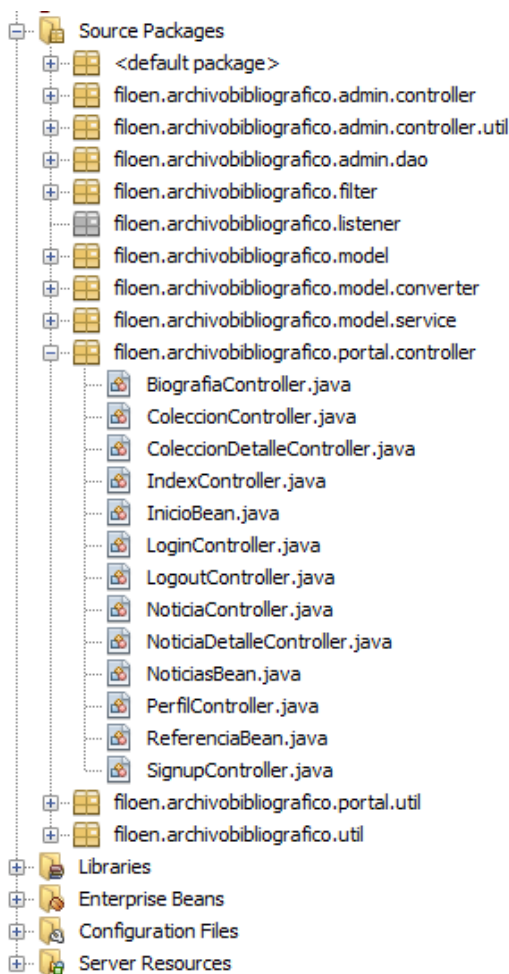 Source Packages
<default package>
filoen.archivobibliografico.admin.controller
filoen.archivobibliografico.admin.controller.util
filoen.archivobibliografico.admin.dao
filoen.archivobibliografico.filter
filoen.archivobibliografico.listener
filoen.archivobibliografico.model
filoen.archivobibliografico.model.converter
filoen.archivobibliografico.model.service
filoen.archivobibliografico.portal.controller
BiografiaController.java
ColeccionController.java
ColeccionDetalleController.java
IndexController.java
InicioBean.java
LoginController.java
LogoutController.java
NoticiaController.java
NoticiaDetalleController.java
NoticiasBean.java
PerfilController.java
ReferenciaBean.java
SignupController.java
filoen.archivobibliografico.portal.util
filoen.archivobibliografico.util
Libraries
Enterprise Beans
Configuration Files
Server Resources